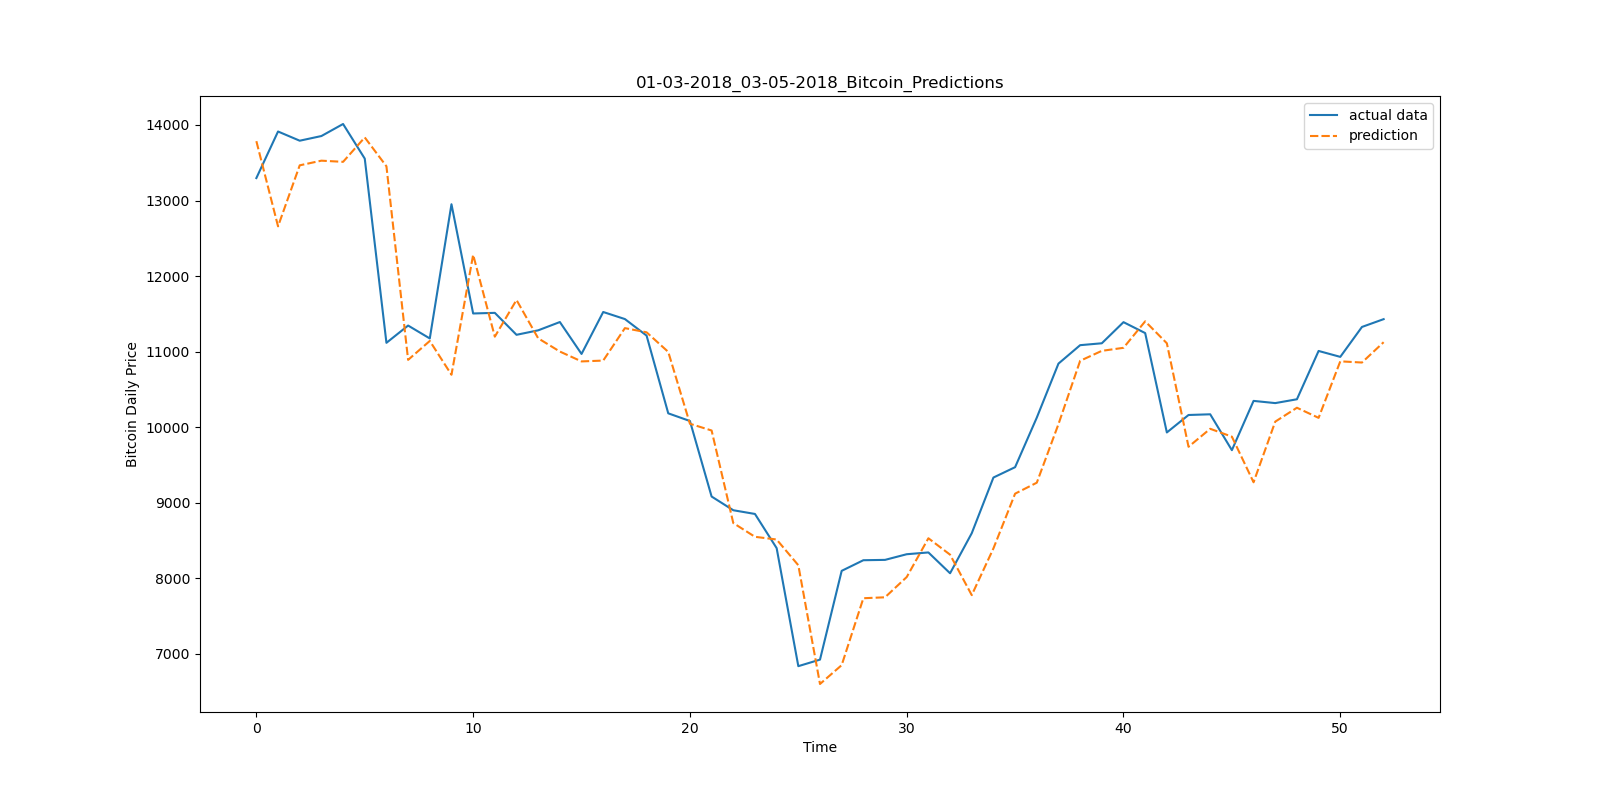 01-03-2018_03-05-2018_Bitcoin_Predictions
actual data
prediction
14000
13000
12000
11000
10000
9000
8000
7000
Bitcoin Daily Price
0 10 20 30 40 50
Time